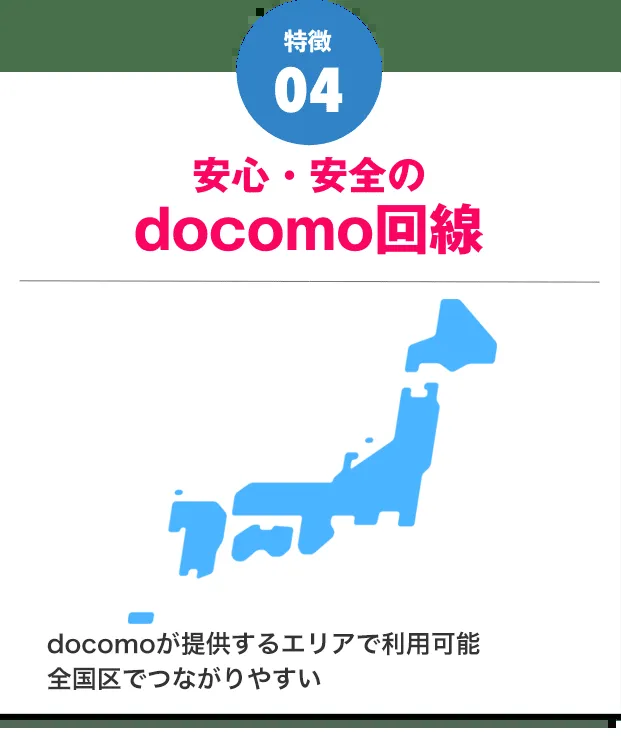 特徴
04
安心・安全の
docomo回線
docomoが提供するエリアで利用可能
全国区でつながりやすい